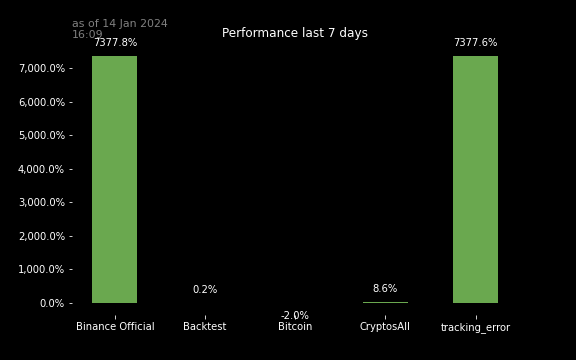 as of 14 Jan 2024
16:09
Performance last 7 days
7377.8%
7377.6%
7,000.0%
6,000.0%
5,000.0%
4,000.0%
3,000.0%
2,000.0%
1,000.0%
0.0%
0.2%
-2.0%
8.6%
Binance Official
Backtest
Bitcoin
CryptosAll
tracking_error